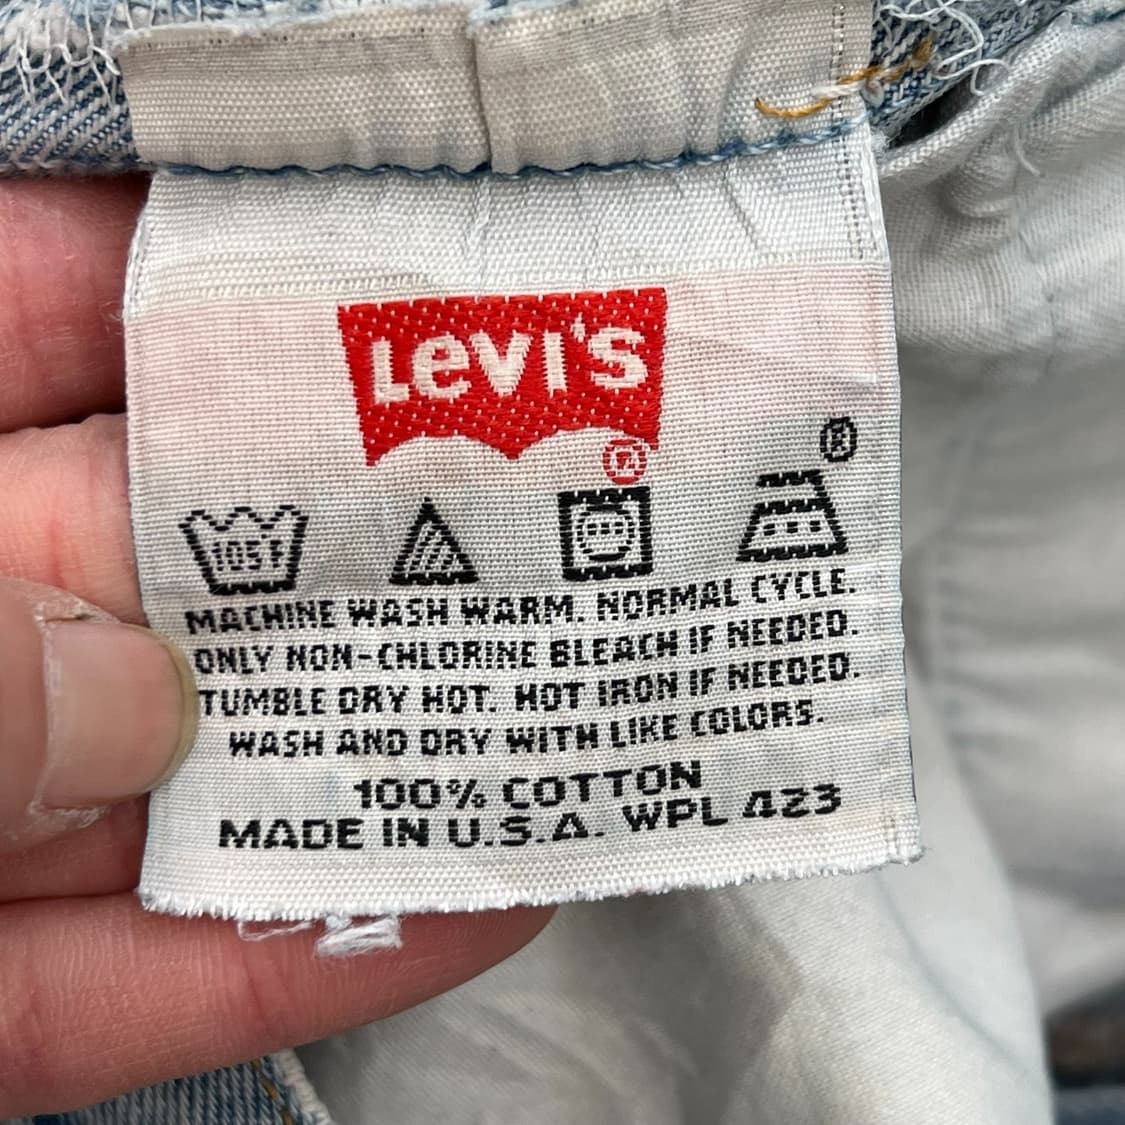 Levi's
®
®
105°F
MACHINE WASH WARM. NORMAL CYCLE.
ONLY NON-CHLORINE BLEACH IF NEEDED.
TUMBLE DRY HOT. HOT IRON IF NEEDED.
WASH AND DRY WITH LIKE COLORS.
100% COTTON
MADE IN U.S.A. WPL 423